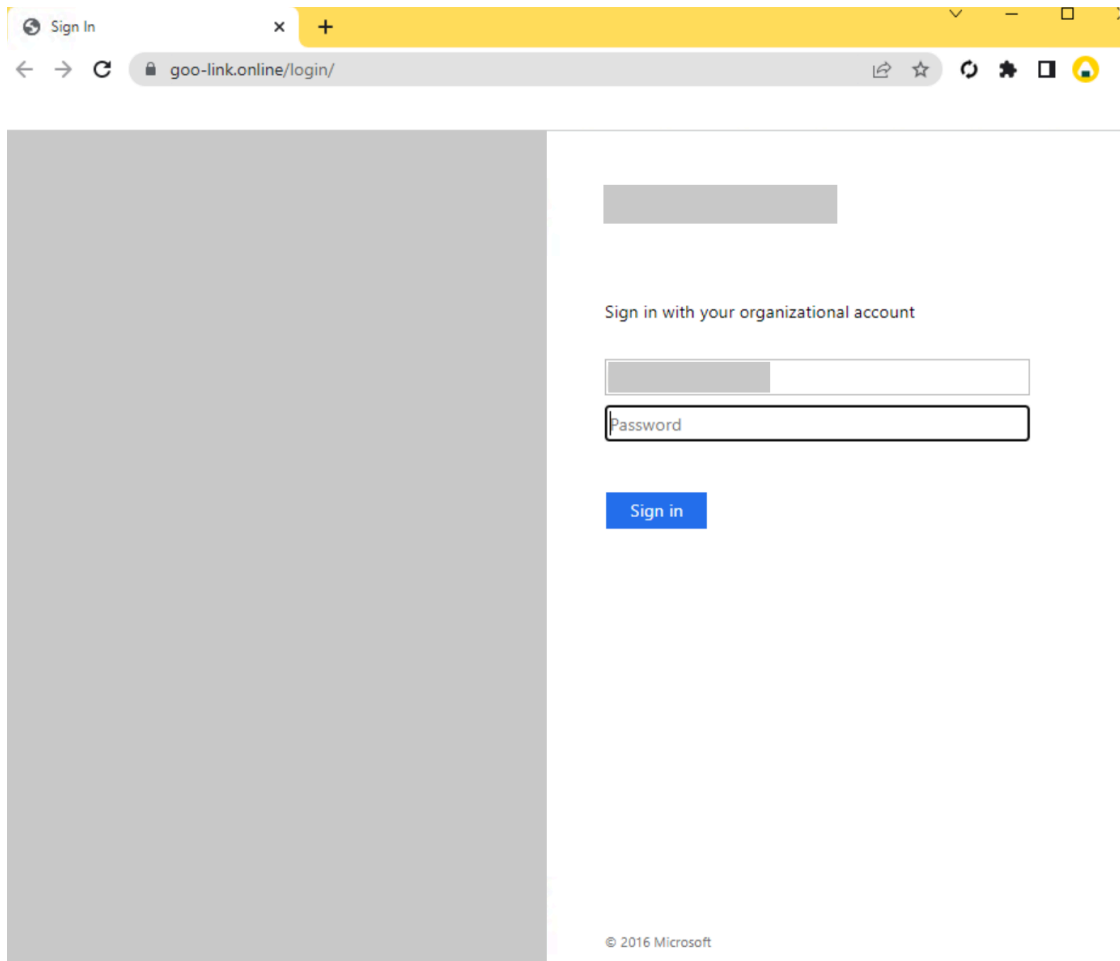 Sign In
goo-link.online/login/
Sign in with your organizational account
Password
Sign in
© 2016 Microsoft